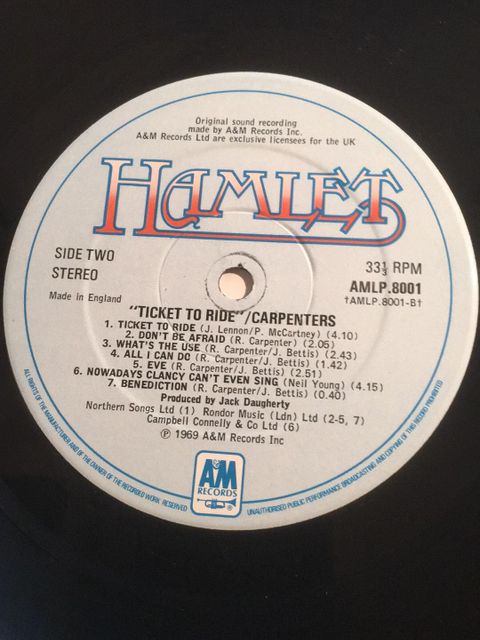 Original sound recording
made by A&M Records Inc.
A&M Records Ltd are exclusive licensees for the UK
HAMLET
SIDE TWO
STEREO
33⅓ RPM
AMLP.8001
†AMLP.8001-B†
Made in England
"TICKET TO RIDE"/CARPENTERS
1. TICKET TO RIDE (J. Lennon/P. McCartney) (4.10)
2. DON'T BE AFRAID (R. Carpenter) (2.05)
3. WHAT'S THE USE (R. Carpenter/J. Bettis) (2.43)
4. ALL I CAN DO (R. Carpenter/J. Bettis) (1.42)
5. EVE (R. Carpenter/J. Bettis) (2.51)
6. NOWADAYS CLANCY CAN'T EVEN SING (Neil Young) (4.15)
7. BENEDICTION (R. Carpenter/J. Bettis) (0.40)
Produced by Jack Daugherty
Northern Songs Ltd (1) Rondor Music (Ldn) Ltd (2-5, 7)
Campbell Connelly & Co Ltd (6)
℗ 1969 A&M Records Inc
A&M
RECORDS
ALL RIGHTS OF THE MANUFACTURER AND OF THE OWNER OF THE RECORDED WORK RESERVED
UNAUTHORISED PUBLIC PERFORMANCE BROADCASTING AND COPYING OF THIS RECORD PROHIBITED